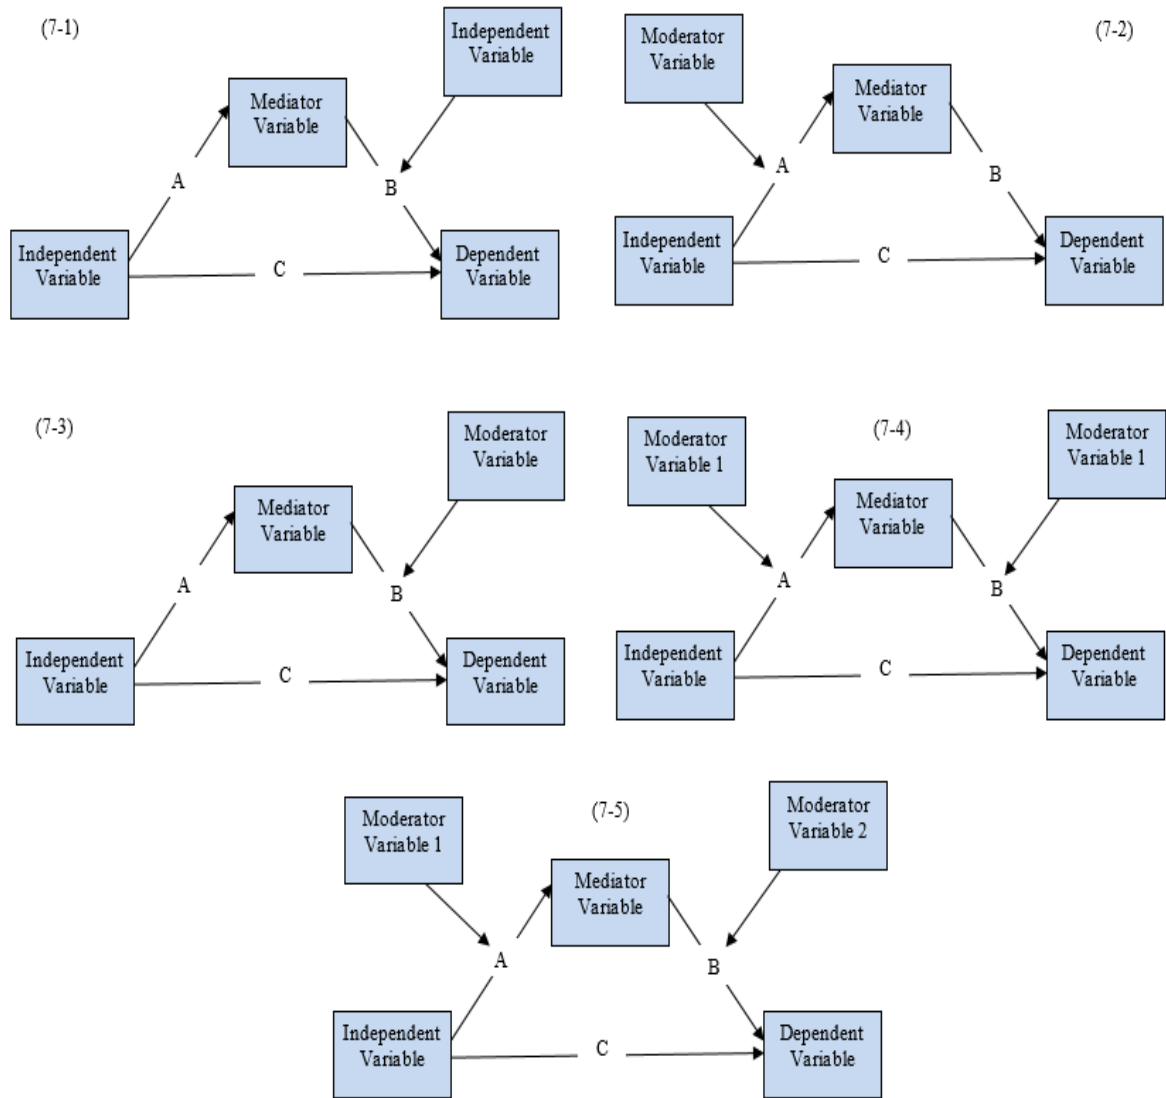 (7-1)
Independent
Variable
Mediator
Variable
A
B
Independent
Variable
C
Dependent
Variable
(7-2)
Moderator
Variable
Mediator
Variable
A
B
Independent
Variable
C
Dependent
Variable
(7-3)
Moderator
Variable
Mediator
Variable
A
B
Independent
Variable
C
Dependent
Variable
(7-4)
Moderator
Variable 1
Moderator
Variable 1
Mediator
Variable
A
B
Independent
Variable
C
Dependent
Variable
(7-5)
Moderator
Variable 1
Moderator
Variable 2
Mediator
Variable
A
B
Independent
Variable
C
Dependent
Variable